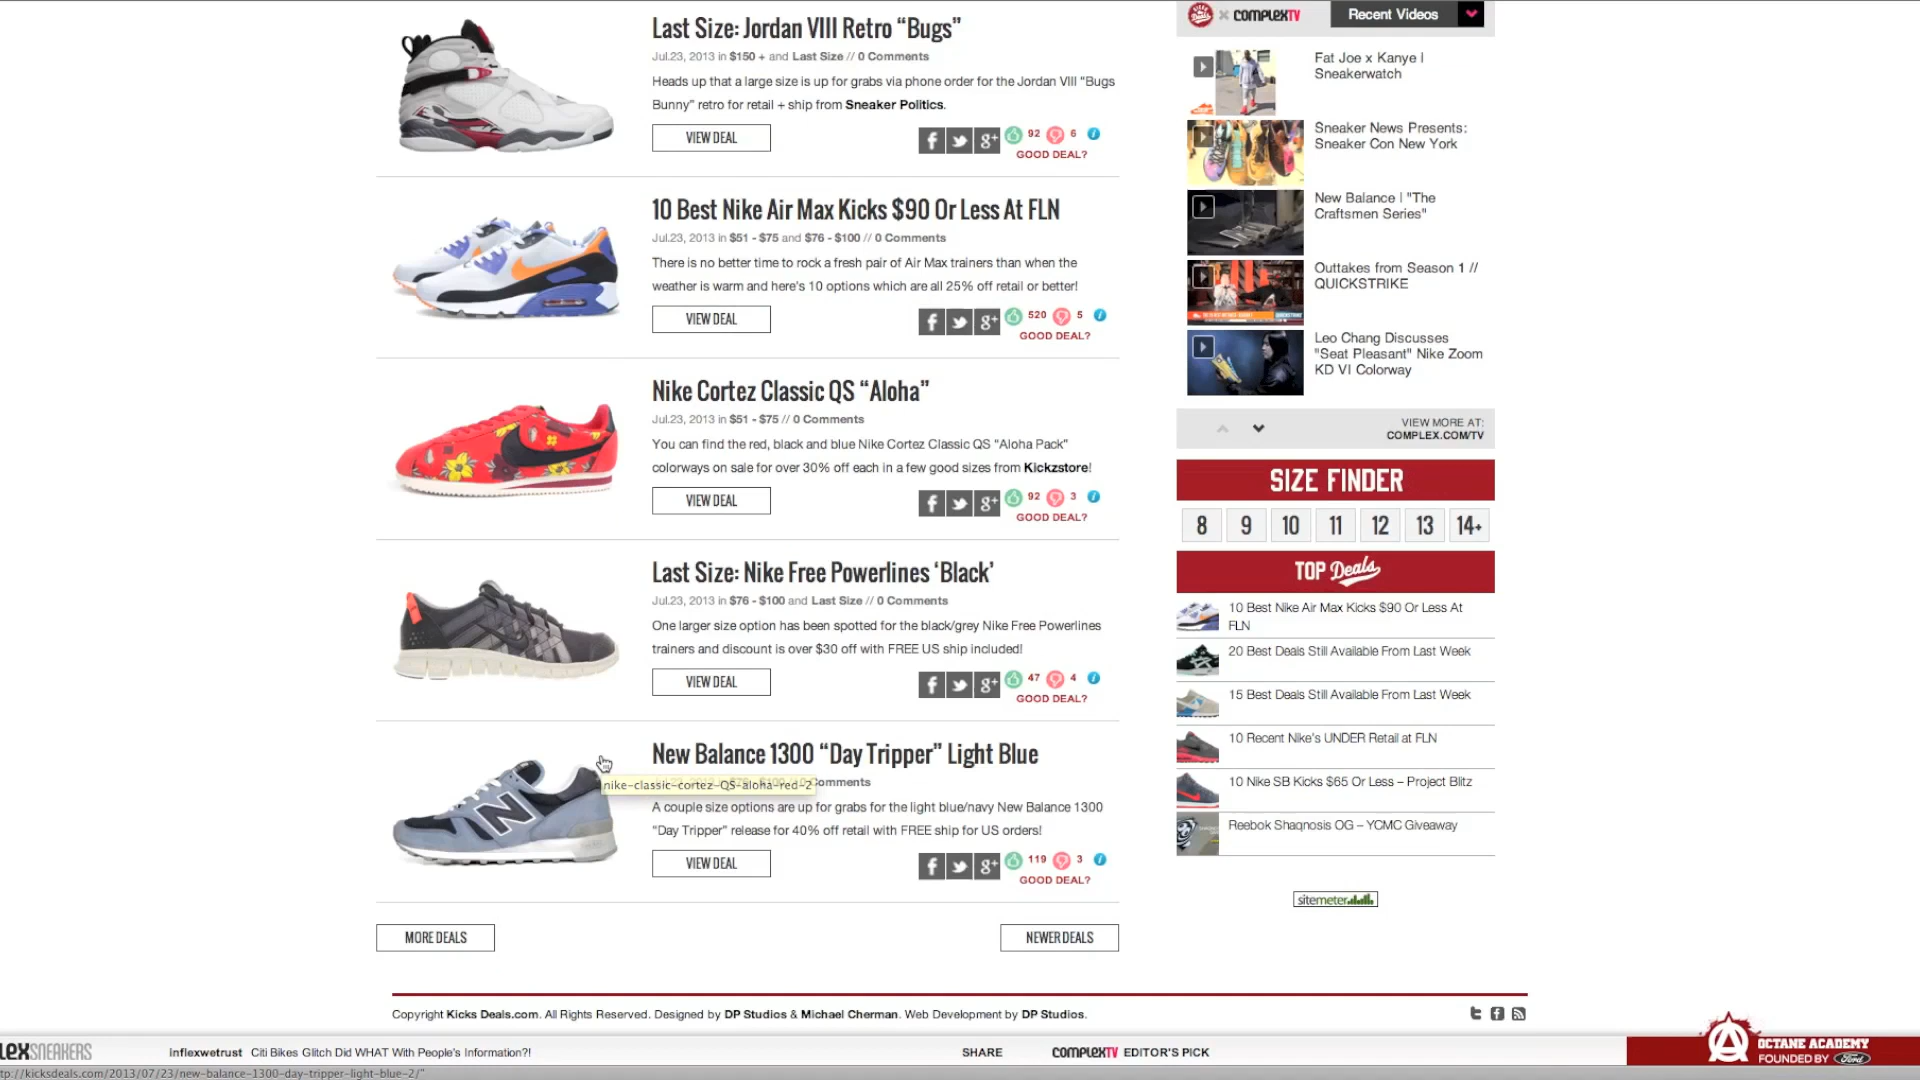 Last Size: Jordan VIII Retro “Bugs”
Jul.23, 2013 in $150 + and Last Size // 0 Comments
Heads up that a large size is up for grabs via phone order for the Jordan VIII “Bugs
Bunny” retro for retail + ship from Sneaker Politics.
VIEW DEAL
92 6
GOOD DEAL?
10 Best Nike Air Max Kicks $90 Or Less At FLN
Jul.23, 2013 in $51 - $75 and $76 - $100 // 0 Comments
There is no better time to rock a fresh pair of Air Max trainers than when the
weather is warm and here's 10 options which are all 25% off retail or better!
VIEW DEAL
520 5
GOOD DEAL?
Nike Cortez Classic QS “Aloha”
Jul.23, 2013 in $51 - $75 // 0 Comments
You can find the red, black and blue Nike Cortez Classic QS “Aloha Pack”
colorways on sale for over 30% off each in a few good sizes from Kickzstore!
VIEW DEAL
92 3
GOOD DEAL?
Last Size: Nike Free Powerlines ‘Black’
Jul.23, 2013 in $76 - $100 and Last Size // 0 Comments
One larger size option has been spotted for the black/grey Nike Free Powerlines
trainers and discount is over $30 off with FREE US ship included!
VIEW DEAL
47 4
GOOD DEAL?
New Balance 1300 “Day Tripper” Light Blue
Comments
nike-classic-cortez-QS-aloha-red-2
A couple size options are up for grabs for the light blue/navy New Balance 1300
“Day Tripper” release for 40% off retail with FREE ship for US orders!
VIEW DEAL
119 3
GOOD DEAL?
MORE DEALS
NEWER DEALS
× COMPLEXTV
Recent Videos
Fat Joe x Kanye |
Sneakerwatch
Sneaker News Presents:
Sneaker Con New York
New Balance | "The
Craftsmen Series"
Outtakes from Season 1 //
QUICKSTRIKE
Leo Chang Discusses
"Seat Pleasant" Nike Zoom
KD VI Colorway
VIEW MORE AT:
COMPLEX.COM/TV
SIZE FINDER
8 9 10 11 12 13 14+
TOP Deals
10 Best Nike Air Max Kicks $90 Or Less At
FLN
20 Best Deals Still Available From Last Week
15 Best Deals Still Available From Last Week
10 Recent Nike's UNDER Retail at FLN
10 Nike SB Kicks $65 Or Less – Project Blitz
Reebok Shaqnosis OG – YCMC Giveaway
sitemeter
Copyright Kicks Deals.com. All Rights Reserved. Designed by DP Studios & Michael Cherman. Web Development by DP Studios.
LEXSNEAKERS
Inflexwetrust Citi Bikes Glitch Did WHAT With People's Information?!
SHARE
COMPLEXTV EDITOR'S PICK
OCTANE ACADEMY
FOUNDED BY Ford
tp://kicksdeals.com/2013/07/23/new-balance-1300-day-tripper-light-blue-2/"